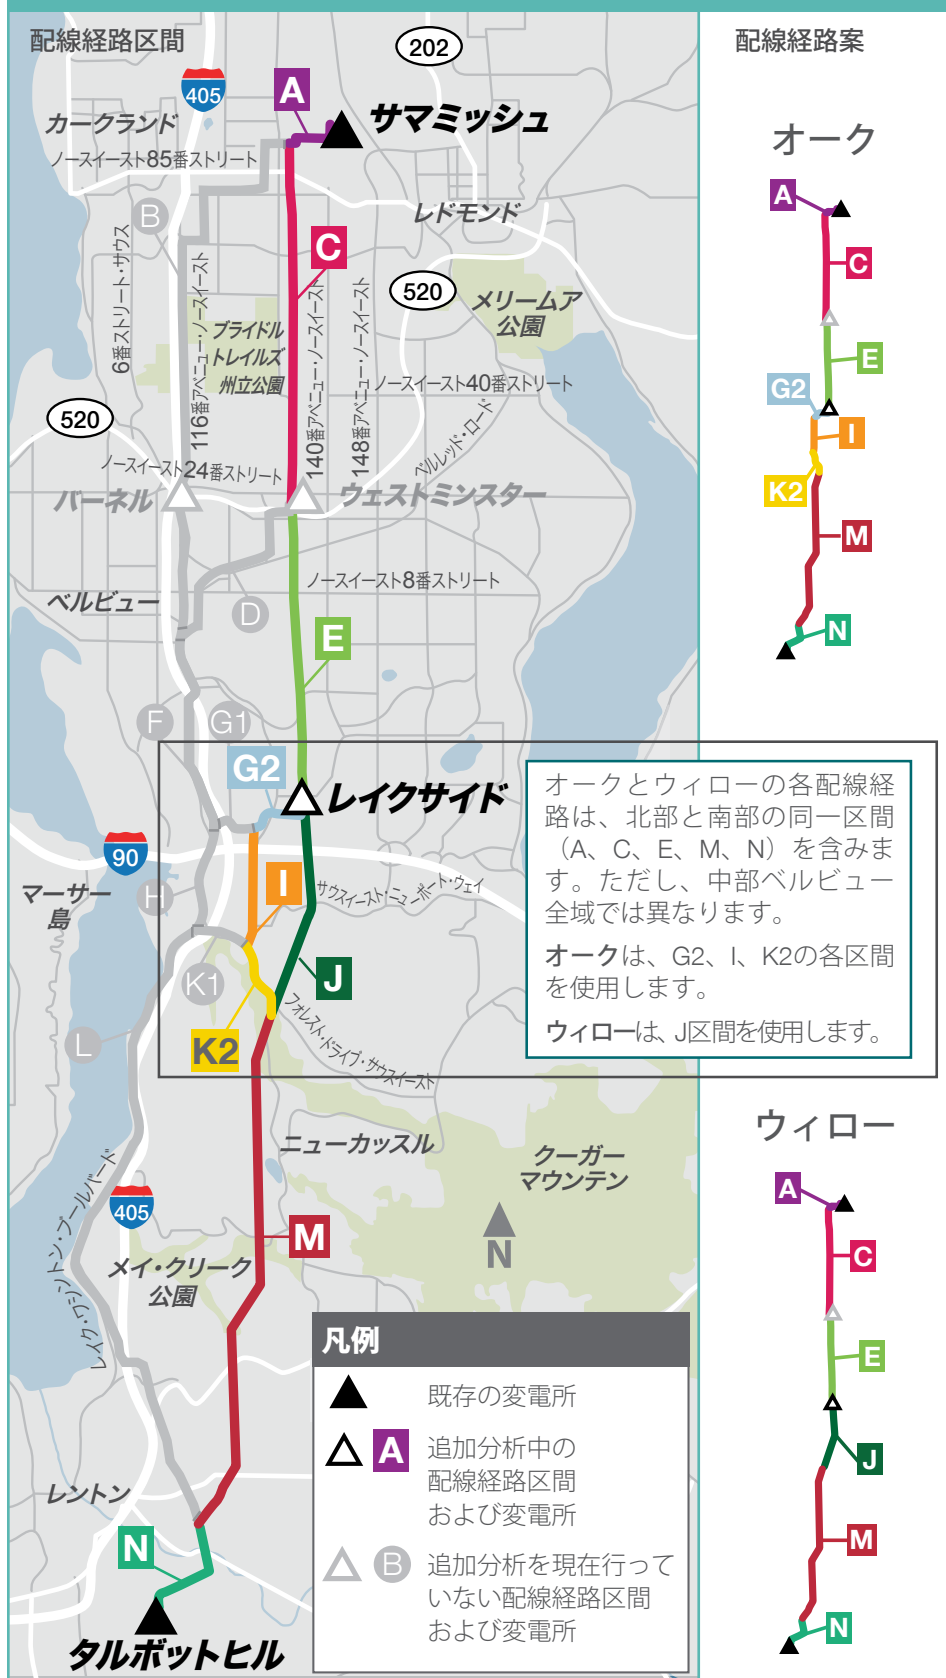 配線経路区間
202
405
A
サマミッシュ
カークランド
ノースイースト85番ストリート
B
レドモンド
6番ストリート・サウス
116番アベニュー・ノースイースト
C
140番アベニュー・ノースイースト
148番アベニュー・ノースイースト
520
メリームア
公園
ブライドル
トレイルズ
州立公園
ノースイースト40番ストリート
520
ベルレッド・ロード
ノースイースト24番ストリート
バーネル
ウェストミンスター
ノースイースト8番ストリート
ベルビュー
D
E
F
G1
G2
レイクサイド
90
マーサー
島
H
I
サウスイースト・ニューポート・ウェイ
K1
J
K2
フォレスト・ドライブ・サウスイースト
L
ニューカッスル
クーガー
マウンテン
N
レイク・ワシントン・ブールバード
405
M
メイ・クリーク
公園
レントン
N
タルボットヒル
凡例
既存の変電所
A
追加分析中の
配線経路区間
および変電所
B
追加分析を現在行って
いない配線経路区間
および変電所
配線経路案
オーク
A
C
E
G2
I
K2
M
N
オークとウィローの各配線経
路は、北部と南部の同一区間
（A、C、E、M、N）を含みま
す。ただし、中部ベルビュー
全域では異なります。
オークは、G2、I、K2の各区間
を使用します。
ウィローは、J区間を使用します。
ウィロー
A
C
E
J
M
N